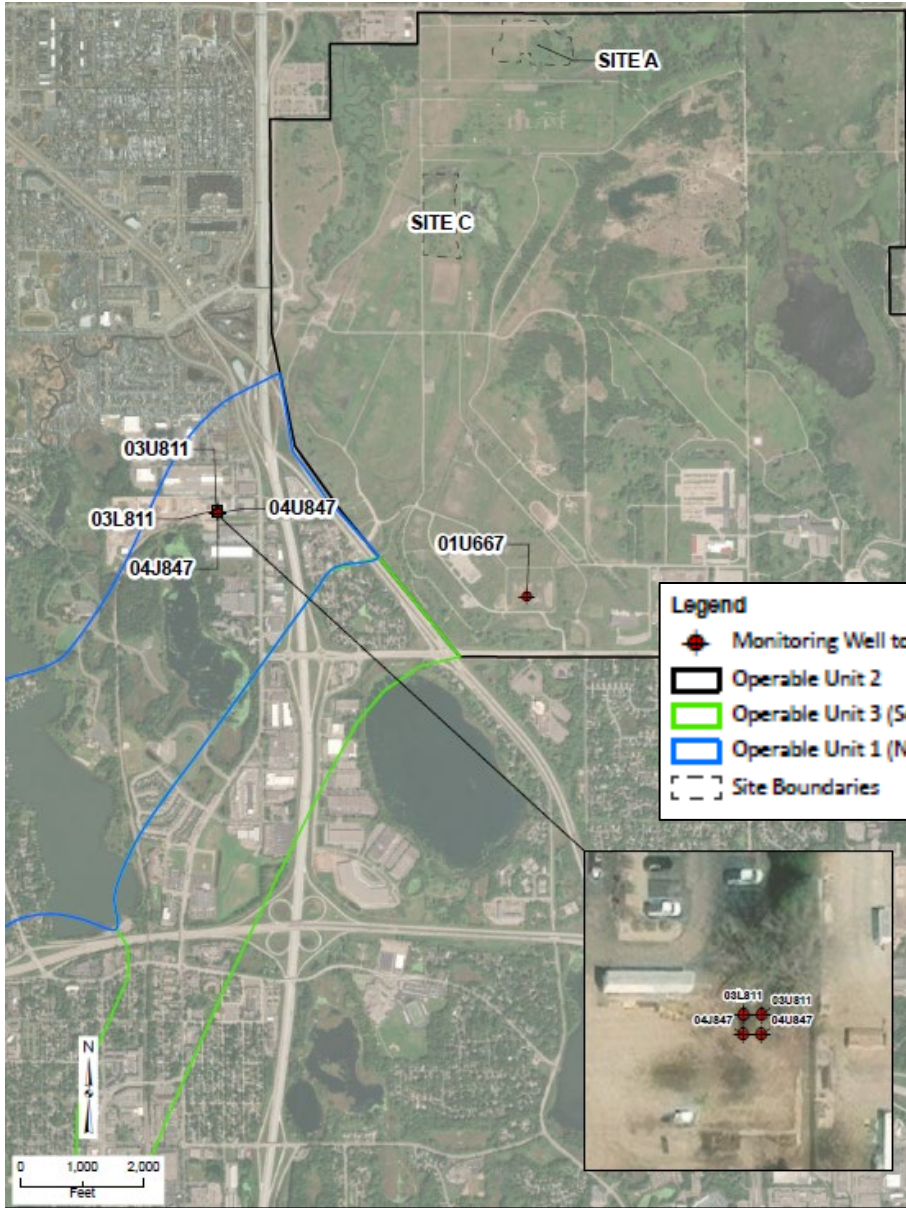 SITE A
SITE C
03U811
03L811
04U847
04J847
01U667
Legend
Monitoring Well to
Operable Unit 2
Operable Unit 3 (S
Operable Unit 1 (N
Site Boundaries
03L811 03U811
04J847 04U847
N
0 1,000 2,000
Feet